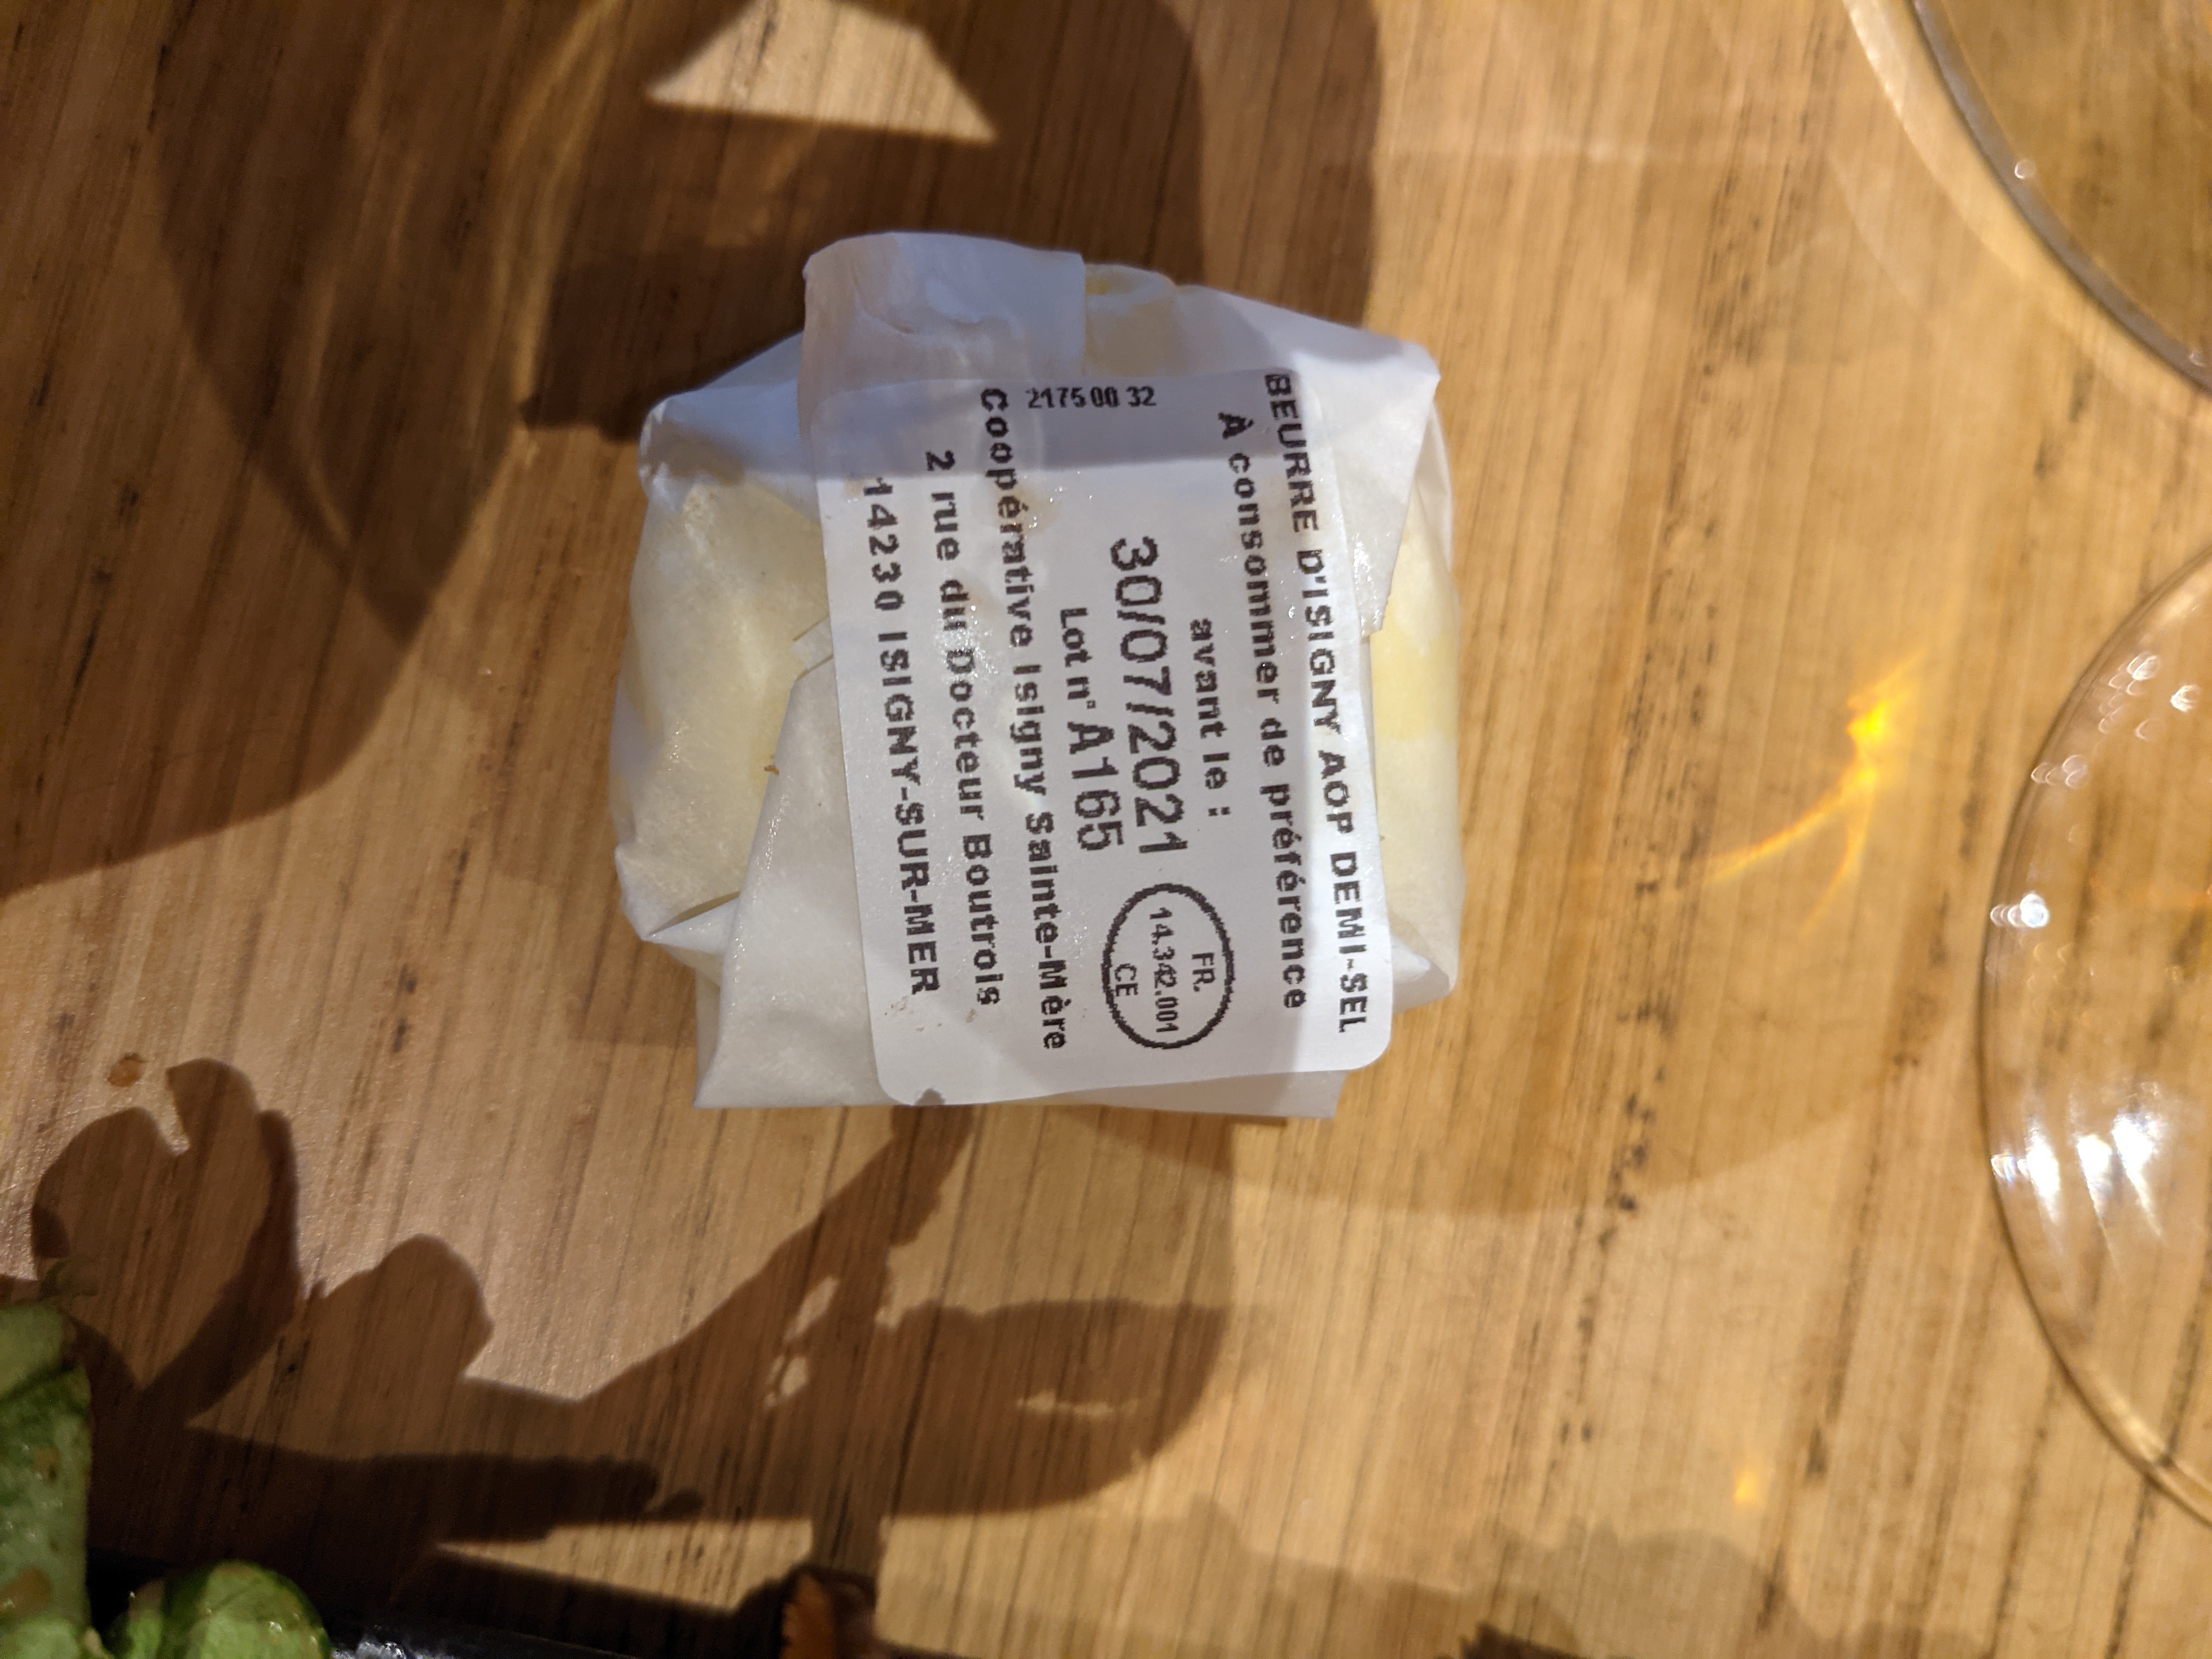 BEURRE D'ISIGNY AOP DEMI-SEL
À consommer de préférence
avant le :
30/07/2021
Lot n° A165
FR.
14.342.001
CE
2175 00 32
Coopérative Isigny Sainte-Mère
2 rue du Docteur Boutrois
14230 ISIGNY-SUR-MER